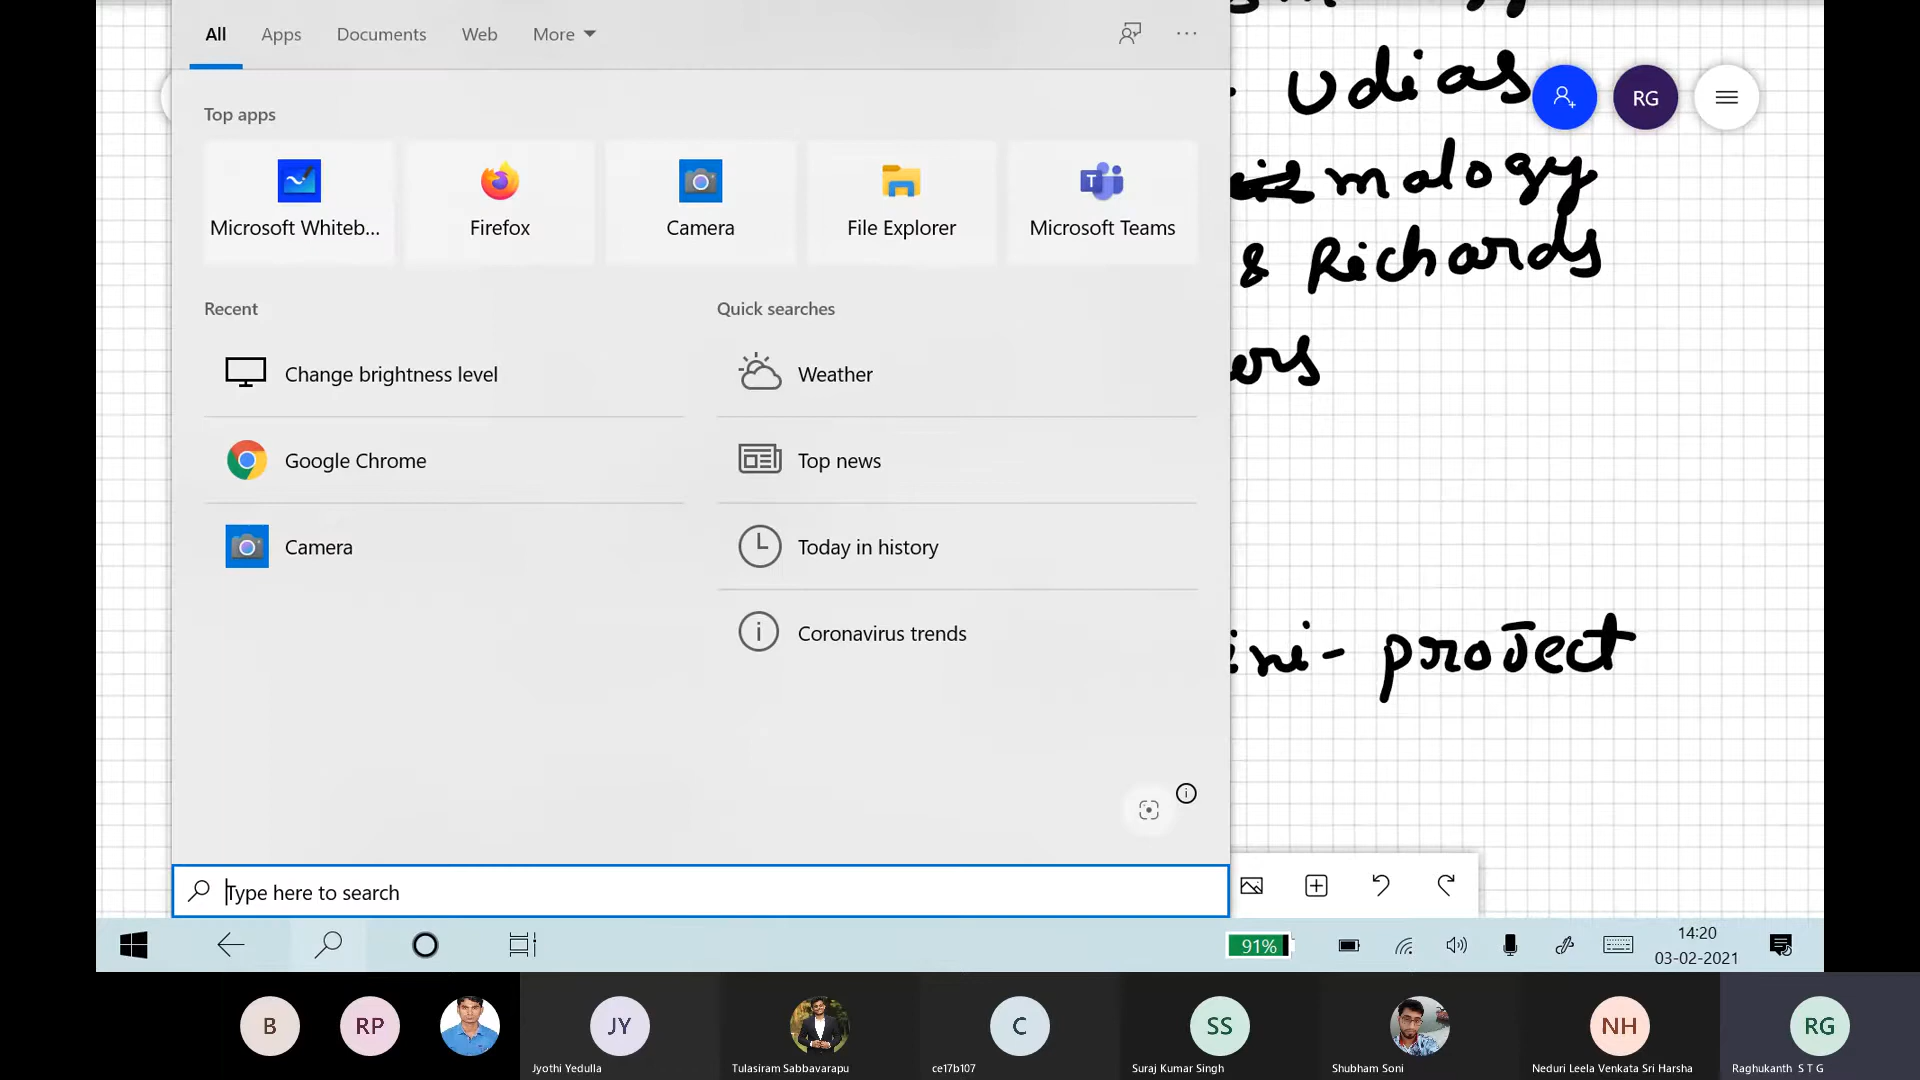 All Apps Documents Web More
Top apps
Microsoft Whiteb... Firefox Camera File Explorer Microsoft Teams
Recent
Change brightness level
Google Chrome
Camera
Quick searches
Weather
Top news
Today in history
Coronavirus trends
Type here to search
Udias
RG
mology
& Richards
ers
ini - project
91%
14:20
03-02-2021
B RP JY C SS NH RG
Jyothi Yedulla Tulasiram Sabbavarapu ce17b107 Suraj Kumar Singh Shubham Soni Neduri Leela Venkata Sri Harsha Raghukanth S T G